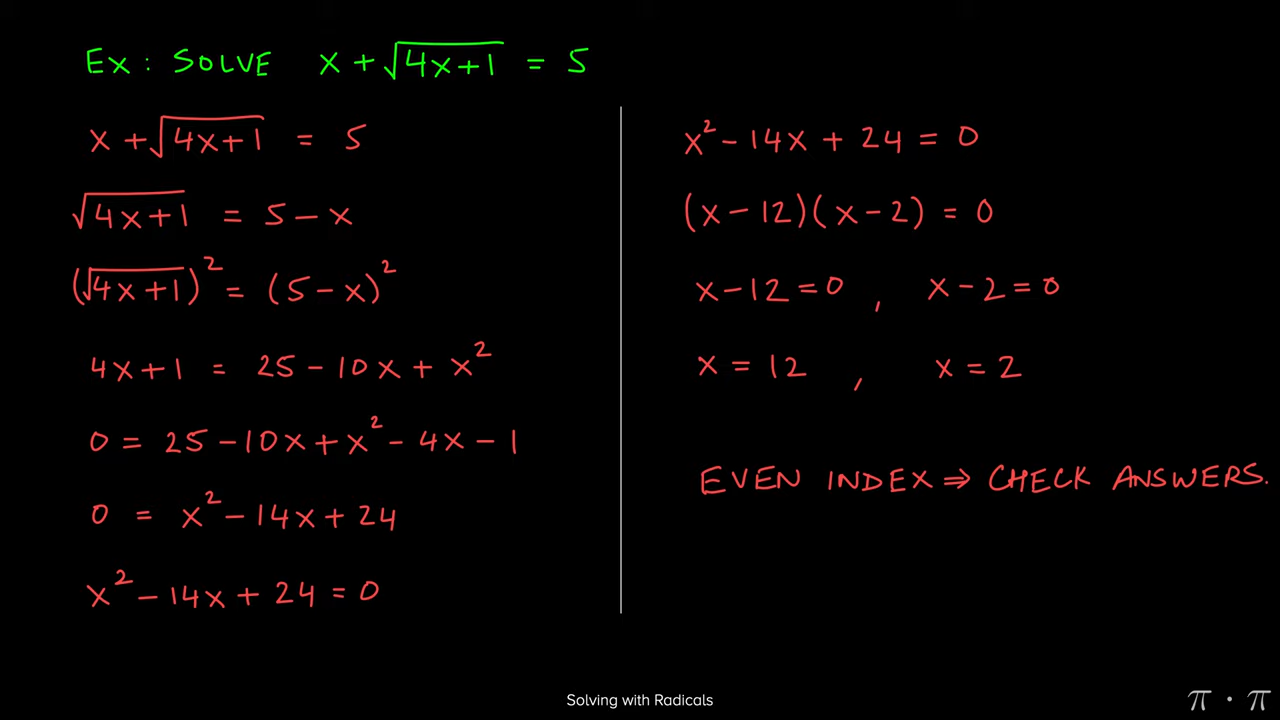 Ex: SOLVE x + √(4x+1) = 5
x + √(4x+1) = 5
√(4x+1) = 5 − x
(√(4x+1))² = (5 − x)²
4x+1 = 25 − 10x + x²
0 = 25 − 10x + x² − 4x − 1
0 = x² − 14x + 24
x² − 14x + 24 = 0
x² − 14x + 24 = 0
(x − 12)(x − 2) = 0
x − 12 = 0 , x − 2 = 0
x = 12 , x = 2
EVEN INDEX ⇒ CHECK ANSWERS.
Solving with Radicals
π · π